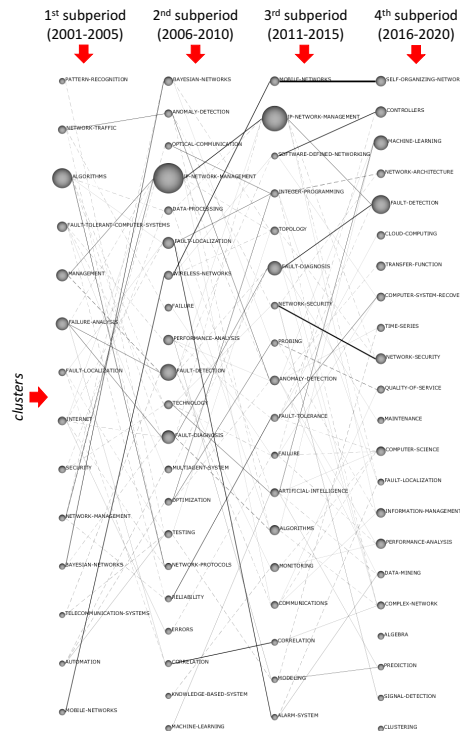 1st subperiod
(2001-2005)
2nd subperiod
(2006-2010)
3rd subperiod
(2011-2015)
4th subperiod
(2016-2020)
clusters
PATTERN-RECOGNITION
NETWORK-TRAFFIC
ALGORITHMS
FAULT-TOLERANT-COMPUTER-SYSTEMS
MANAGEMENT
FAILURE-ANALYSIS
FAULT-LOCALIZATION
INTERNET
SECURITY
NETWORK-MANAGEMENT
BAYESIAN-NETWORKS
TELECOMMUNICATION-SYSTEMS
AUTOMATION
MOBILE-NETWORKS
BAYESIAN-NETWORKS
ANOMALY-DETECTION
OPTICAL-COMMUNICATION
IP-NETWORK-MANAGEMENT
DATA-PROCESSING
FAULT-LOCALIZATION
WIRELESS-NETWORKS
FAILURE
PERFORMANCE-ANALYSIS
FAULT-DETECTION
TECHNOLOGY
FAULT-DIAGNOSIS
MULTIAGENT-SYSTEM
OPTIMIZATION
TESTING
NETWORK-PROTOCOLS
RELIABILITY
ERRORS
CORRELATION
KNOWLEDGE-BASED-SYSTEM
MACHINE-LEARNING
MOBILE-NETWORKS
IP-NETWORK-MANAGEMENT
SOFTWARE-DEFINED-NETWORKING
INTEGER-PROGRAMMING
TOPOLOGY
FAULT-DIAGNOSIS
NETWORK-SECURITY
PROBING
ANOMALY-DETECTION
FAULT-TOLERANCE
FAILURE
ARTIFICIAL-INTELLIGENCE
ALGORITHMS
MONITORING
COMMUNICATIONS
CORRELATION
MODELING
ALARM-SYSTEM
SELF-ORGANIZING-NETWOR
CONTROLLERS
MACHINE-LEARNING
NETWORK-ARCHITECTURE
FAULT-DETECTION
CLOUD-COMPUTING
TRANSFER-FUNCTION
COMPUTER-SYSTEM-RECOVE
TIME-SERIES
NETWORK-SECURITY
QUALITY-OF-SERVICE
MAINTENANCE
COMPUTER-SCIENCE
FAULT-LOCALIZATION
INFORMATION-MANAGEMENT
PERFORMANCE-ANALYSIS
DATA-MINING
COMPLEX-NETWORK
ALGEBRA
PREDICTION
SIGNAL-DETECTION
CLUSTERING